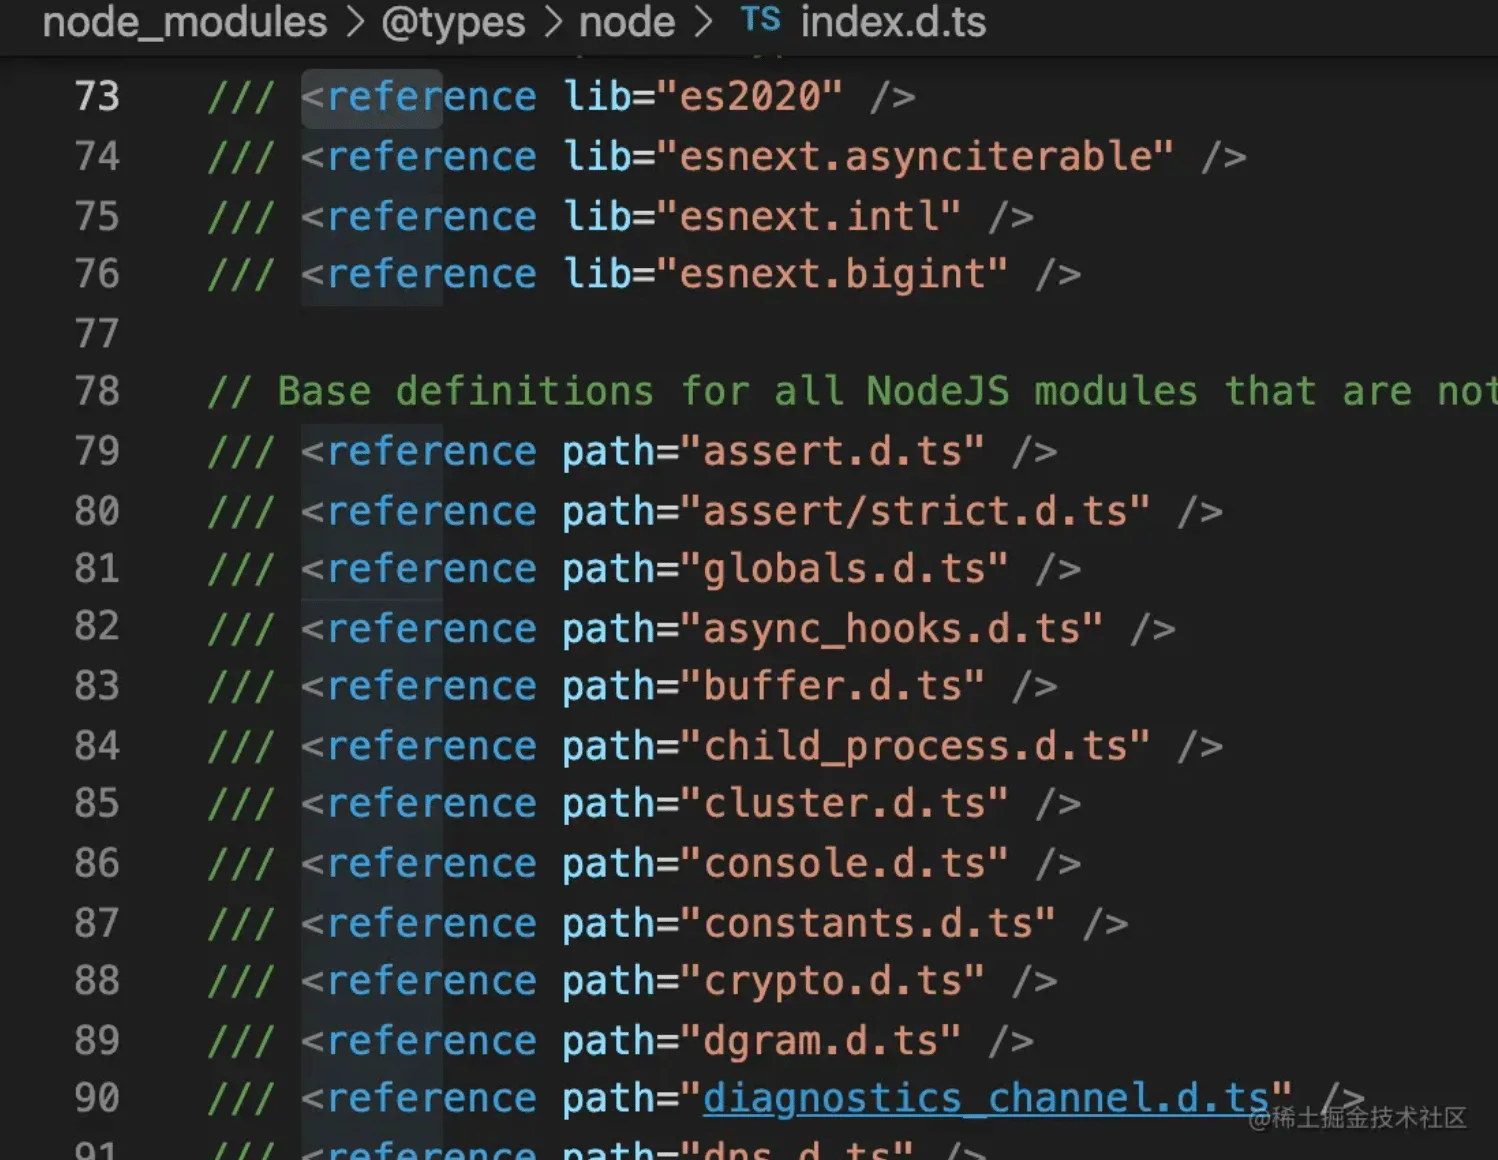 node_modules > @types > node > TS index.d.ts
73 /// <reference lib="es2020" />
74 /// <reference lib="esnext.asynciterable" />
75 /// <reference lib="esnext.intl" />
76 /// <reference lib="esnext.bigint" />
77
78 // Base definitions for all NodeJS modules that are not
79 /// <reference path="assert.d.ts" />
80 /// <reference path="assert/strict.d.ts" />
81 /// <reference path="globals.d.ts" />
82 /// <reference path="async_hooks.d.ts" />
83 /// <reference path="buffer.d.ts" />
84 /// <reference path="child_process.d.ts" />
85 /// <reference path="cluster.d.ts" />
86 /// <reference path="console.d.ts" />
87 /// <reference path="constants.d.ts" />
88 /// <reference path="crypto.d.ts" />
89 /// <reference path="dgram.d.ts" />
90 /// <reference path="diagnostics_channel.d.ts" />
@稀土掘金技术社区
91 /// <reference path="dns.d.ts" />